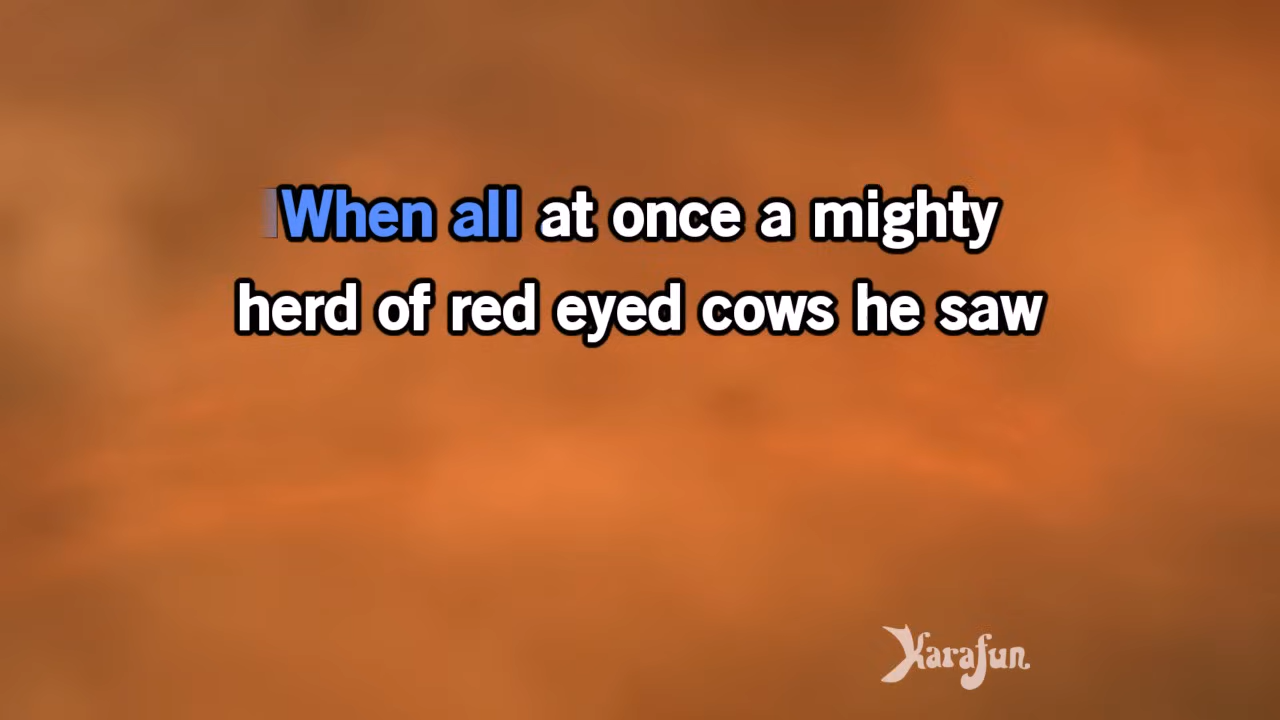 When all at once a mighty
herd of red eyed cows he saw
Karafun